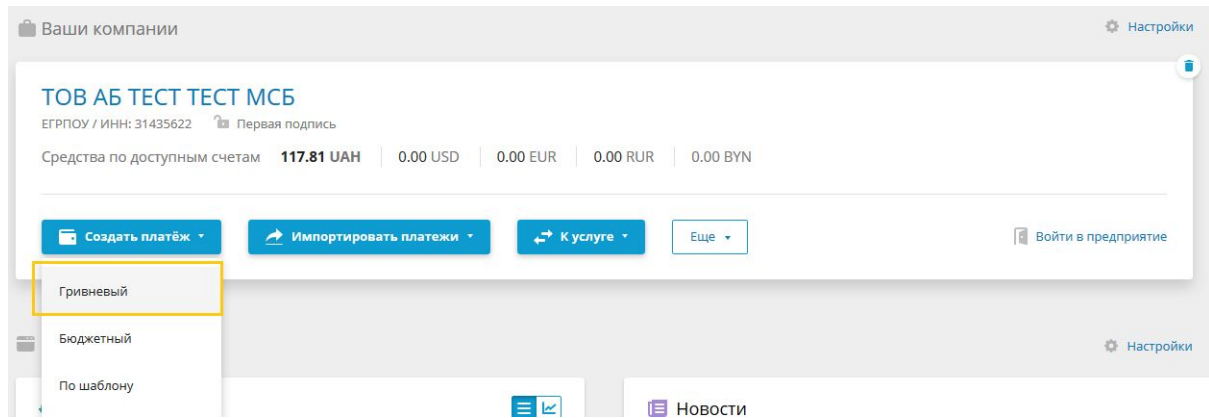 Ваши компании
Настройки
ТОВ АБ ТЕСТ ТЕСТ МСБ
ЕГРПОУ / ИНН: 31435622 Первая подпись
Средства по доступным счетам 117.81 UAH 0.00 USD 0.00 EUR 0.00 RUR 0.00 BYN
Создать платёж Импортировать платежи К услуге Еще Войти в предприятие
Гривневый
Бюджетный
Настройки
По шаблону
Новости